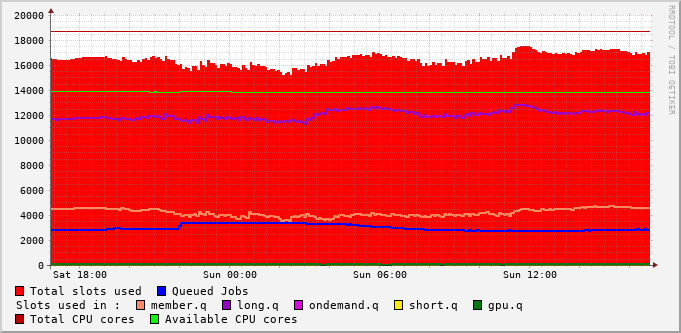 20000
18000
16000
14000
12000
10000
8000
6000
4000
2000
0
Sat 18:00 Sun 00:00 Sun 06:00 Sun 12:00
RRDTOOL / TOBI OETIKER
Total slots used Queued Jobs
Slots used in : member.q long.q ondemand.q short.q gpu.q
Total CPU cores Available CPU cores